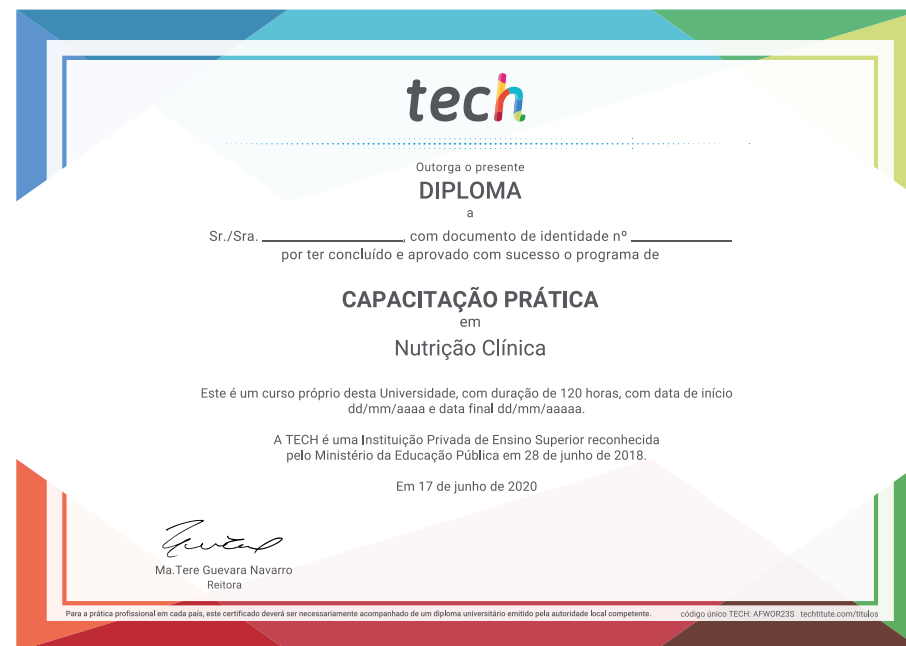 tech
Outorga o presente
DIPLOMA
a
Sr./Sra. ________________, com documento de identidade nº ____________
por ter concluído e aprovado com sucesso o programa de
CAPACITAÇÃO PRÁTICA
em
Nutrição Clínica
Este é um curso próprio desta Universidade, com duração de 120 horas, com data de início
dd/mm/aaaa e data final dd/mm/aaaaa.
A TECH é uma Instituição Privada de Ensino Superior reconhecida
pelo Ministério da Educação Pública em 28 de junho de 2018.
Em 17 de junho de 2020
Ma.Tere Guevara Navarro
Reitora
Para a prática profissional em cada país, este certificado deverá ser necessariamente acompanhado de um diploma universitário emitido pela autoridade local competente. código único TECH: AFWOR23S techtitute.com/titulos